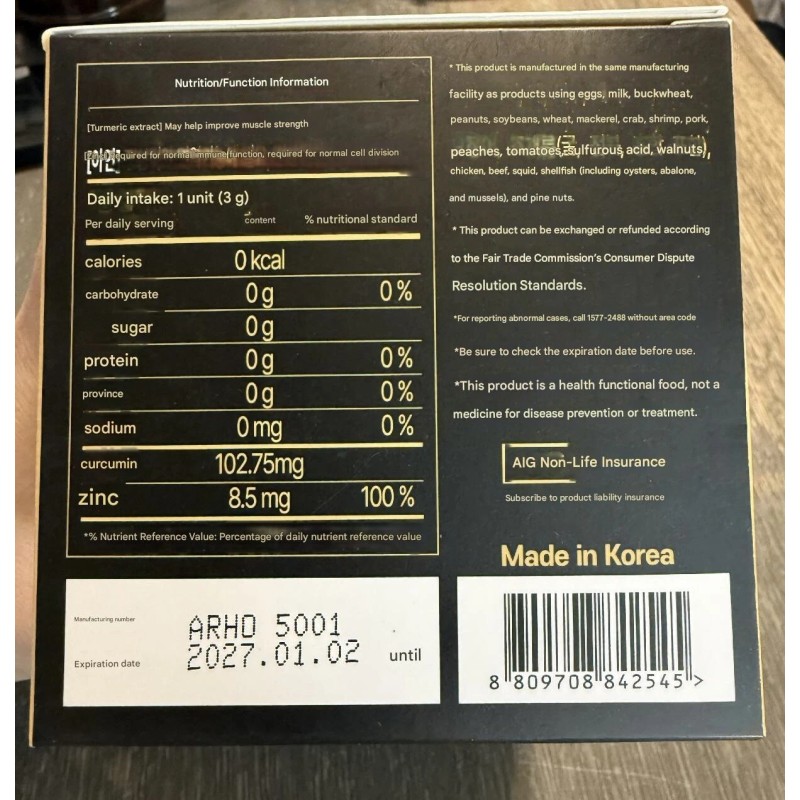 Nutrition/Function Information
[Turmeric extract] May help improve muscle strength
required for normal immune function, required for normal cell division
Daily intake: 1 unit (3 g)
Per daily serving content % nutritional standard
calories 0 kcal
carbohydrate 0 g 0 %
sugar 0 g
protein 0 g 0 %
province 0 g 0 %
sodium 0 mg 0 %
curcumin 102.75mg
zinc 8.5 mg 100 %
*% Nutrient Reference Value: Percentage of daily nutrient reference value
* This product is manufactured in the same manufacturing
facility as products using eggs, milk, buckwheat,
peanuts, soybeans, wheat, mackerel, crab, shrimp, pork,
peaches, tomatoes, sulfurous acid, walnuts),
chicken, beef, squid, shellfish (including oysters, abalone,
and mussels), and pine nuts.
* This product can be exchanged or refunded according
to the Fair Trade Commission's Consumer Dispute
Resolution Standards.
*For reporting abnormal cases, call 1577-2488 without area code
*Be sure to check the expiration date before use.
*This product is a health functional food, not a
medicine for disease prevention or treatment.
AIG Non-Life Insurance
Subscribe to product liability insurance
Made in Korea
Manufacturing number ARHO 5001
Expiration date 2027.01.02 until
8 809708 842545 >